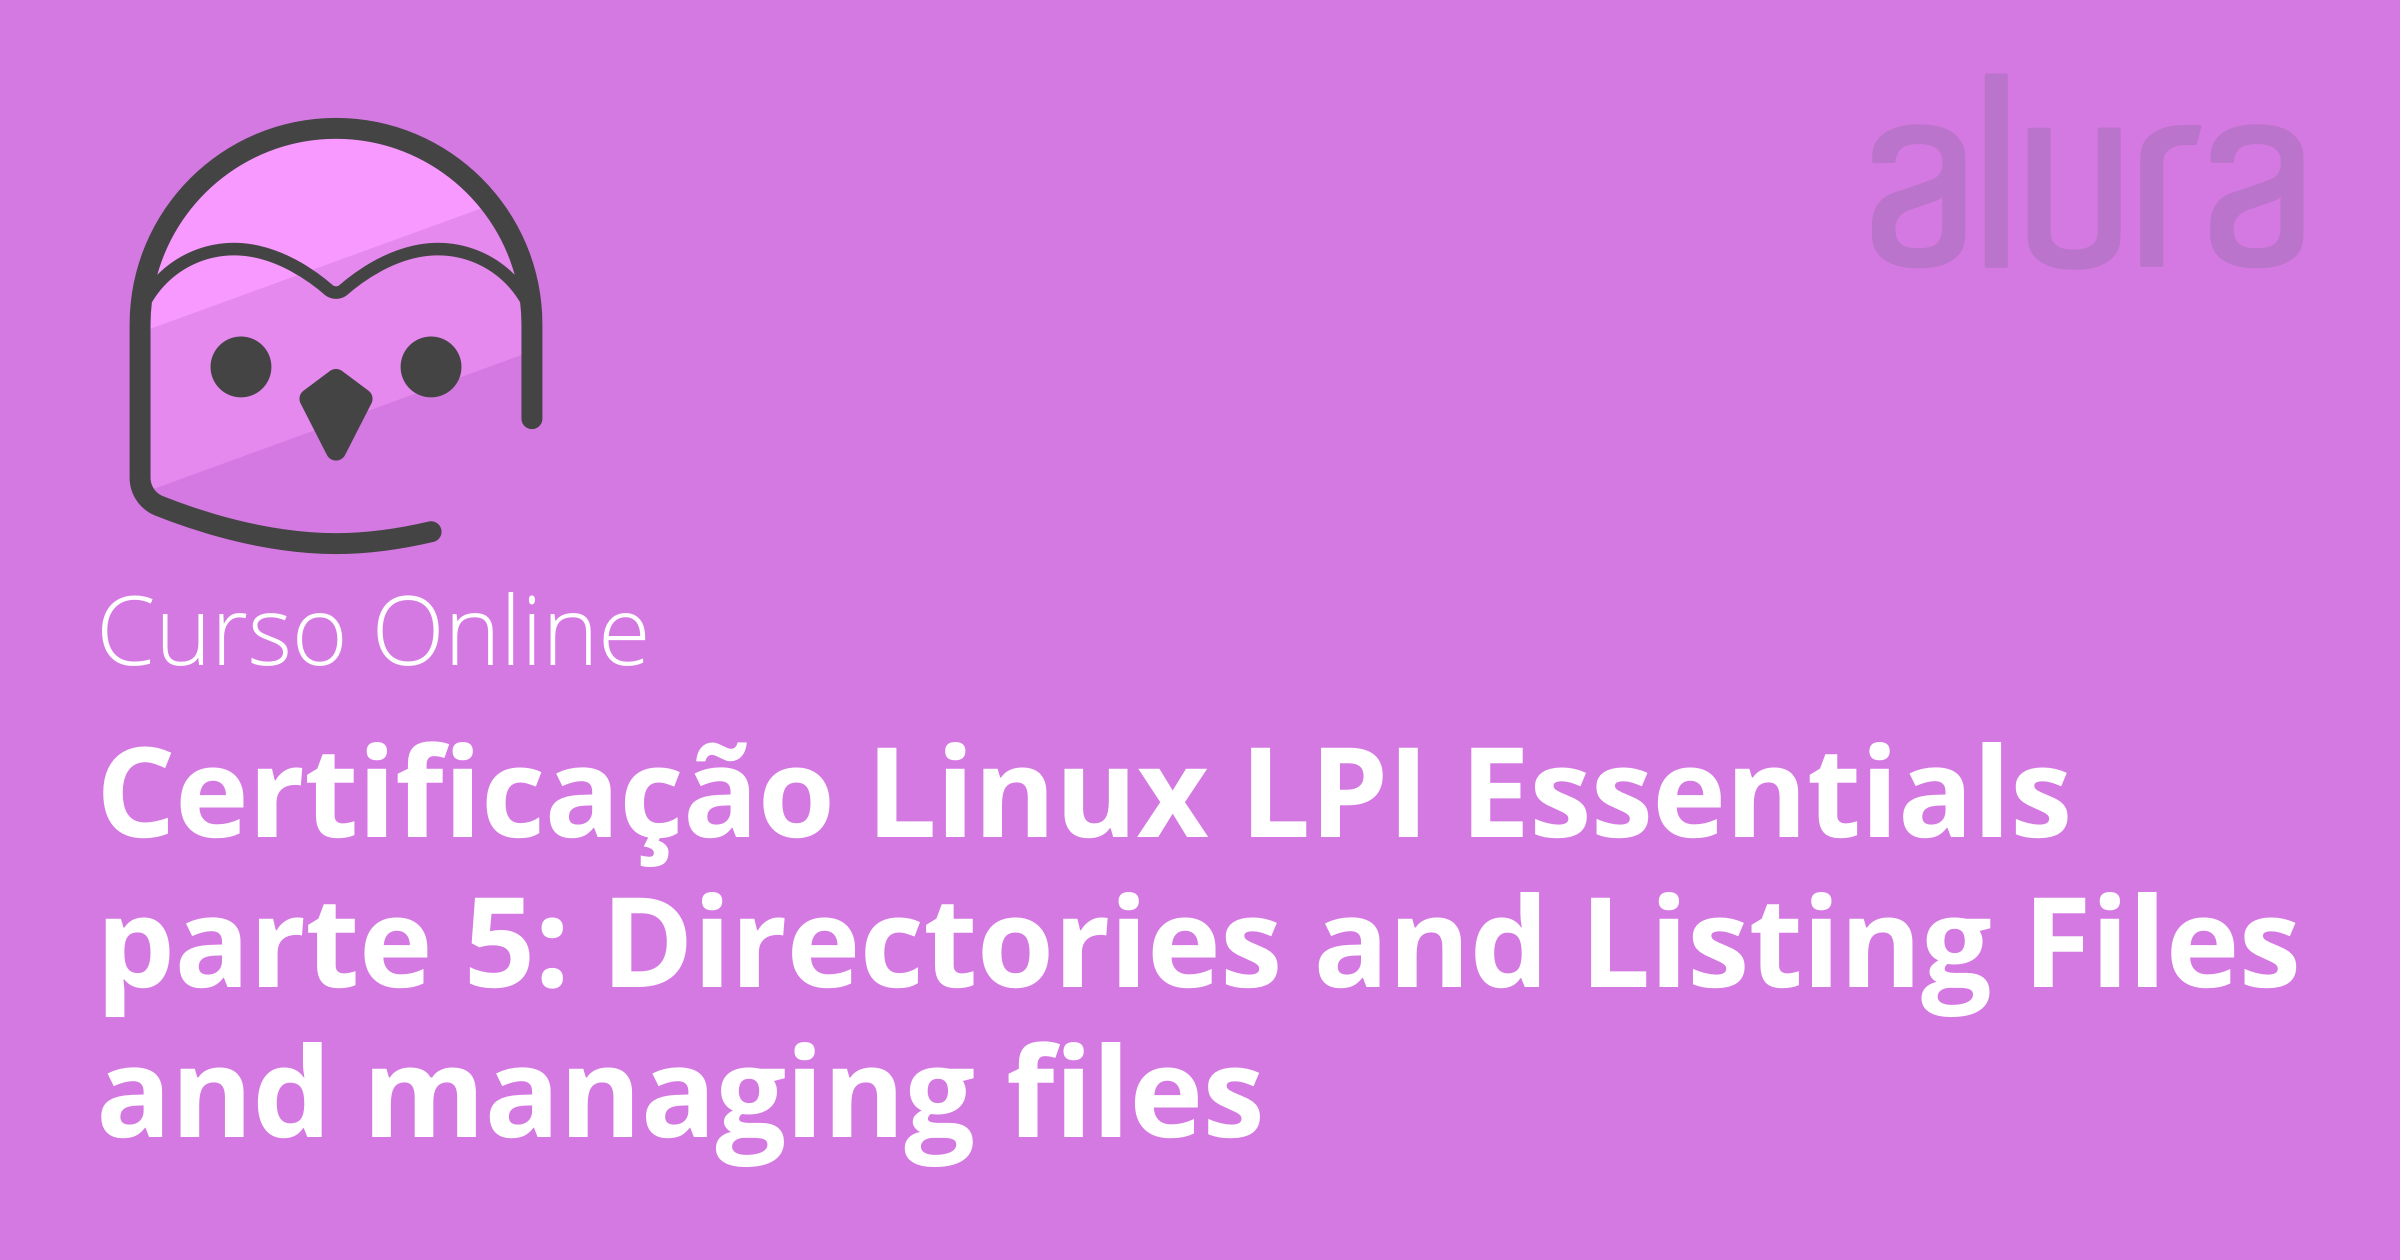 alura
Curso Online
Certificação Linux LPI Essentials
parte 5: Directories and Listing Files
and managing files